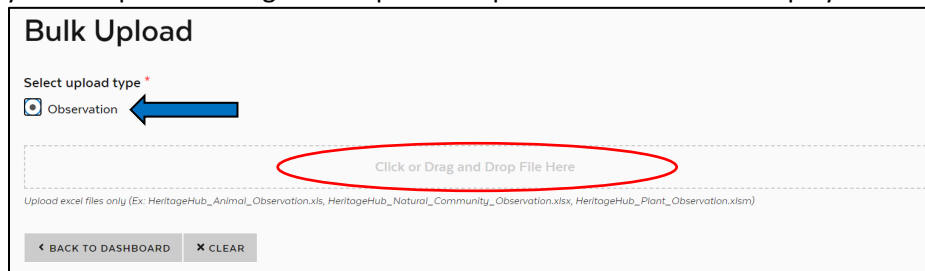 Bulk Upload
Select upload type *
Observation
Click or Drag and Drop File Here
Upload excel files only (Ex: HeritageHub_Animal_Observation.xls, HeritageHub_Natural_Community_Observation.xlsx, HeritageHub_Plant_Observation.xlsm)
BACK TO DASHBOARD
CLEAR